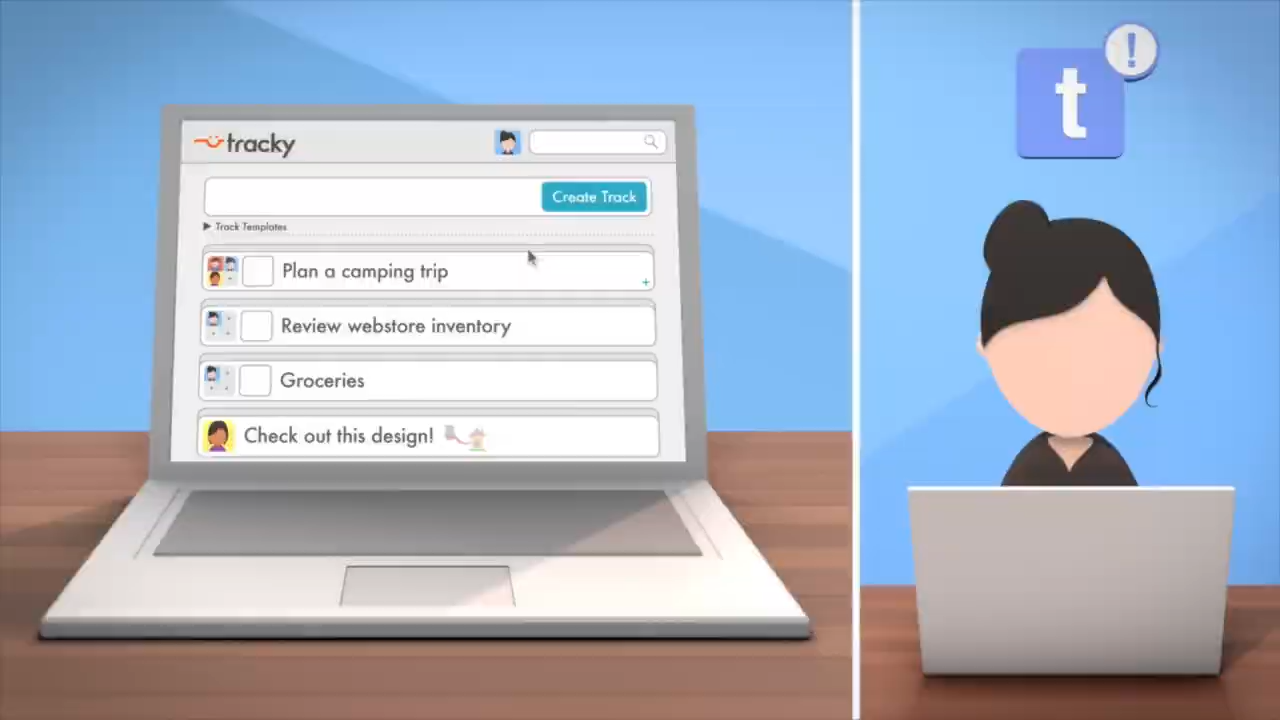 tracky
Create Track
Track Templates
Plan a camping trip
+
Review webstore inventory
Groceries
Check out this design!
t
!